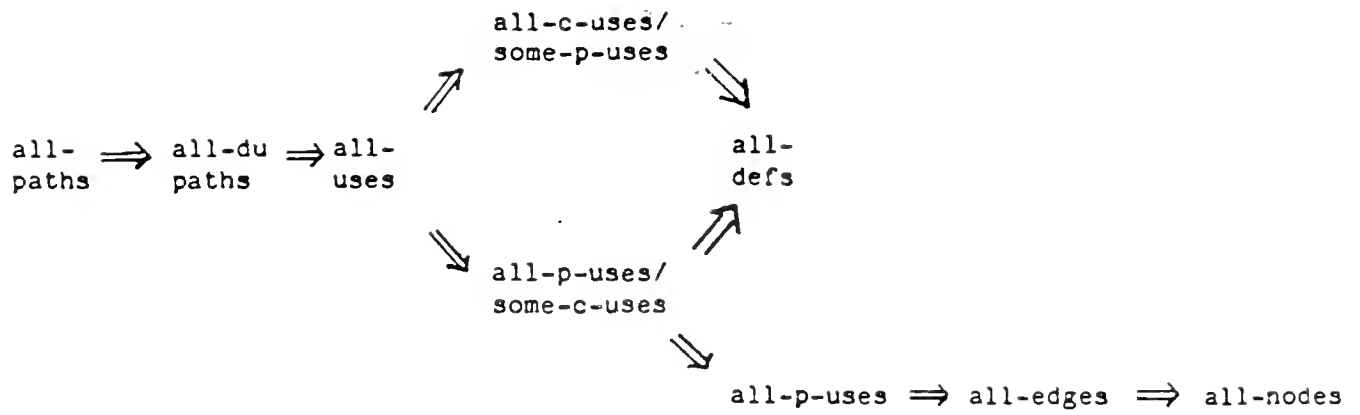 all-c-uses/
some-p-uses
all-
paths
all-du
paths
all-
uses
all-
defs
all-p-uses/
some-c-uses
all-p-uses
all-edges
all-nodes